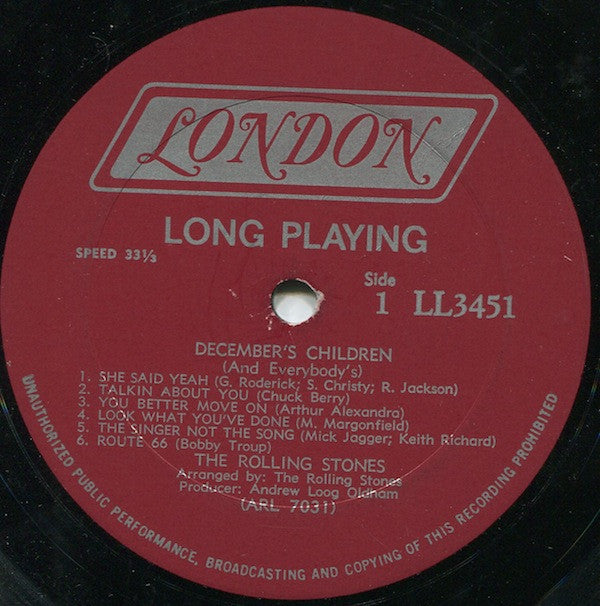 LONDON
LONG PLAYING
SPEED 33⅓
Side
1 LL3451
DECEMBER'S CHILDREN
(And Everybody's)
1. SHE SAID YEAH (G. Roderick; S. Christy; R. Jackson)
2. TALKIN ABOUT YOU (Chuck Berry)
3. YOU BETTER MOVE ON (Arthur Alexandra)
4. LOOK WHAT YOU'VE DONE (M. Margonfield)
5. THE SINGER NOT THE SONG (Mick Jagger; Keith Richard)
6. ROUTE 66 (Bobby Troup)
THE ROLLING STONES
Arranged by: The Rolling Stones
Producer: Andrew Loog Oldham
(ARL 7031)
UNAUTHORIZED PUBLIC PERFORMANCE, BROADCASTING AND COPYING OF THIS RECORDING PROHIBITED